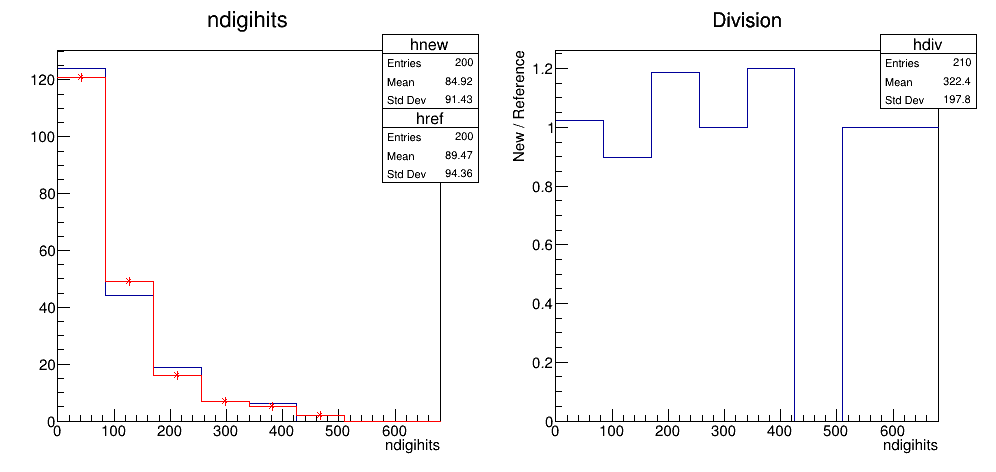 ndigihits
hnew
Entries 200
Mean 84.92
Std Dev 91.43
href
Entries 200
Mean 89.47
Std Dev 94.36
120
100
80
60
40
20
0
0 100 200 300 400 500 600
ndigihits
Division
hdiv
Entries 210
Mean 322.4
Std Dev 197.8
New / Reference
1.2
1
0.8
0.6
0.4
0.2
0
0 100 200 300 400 500 600
ndigihits